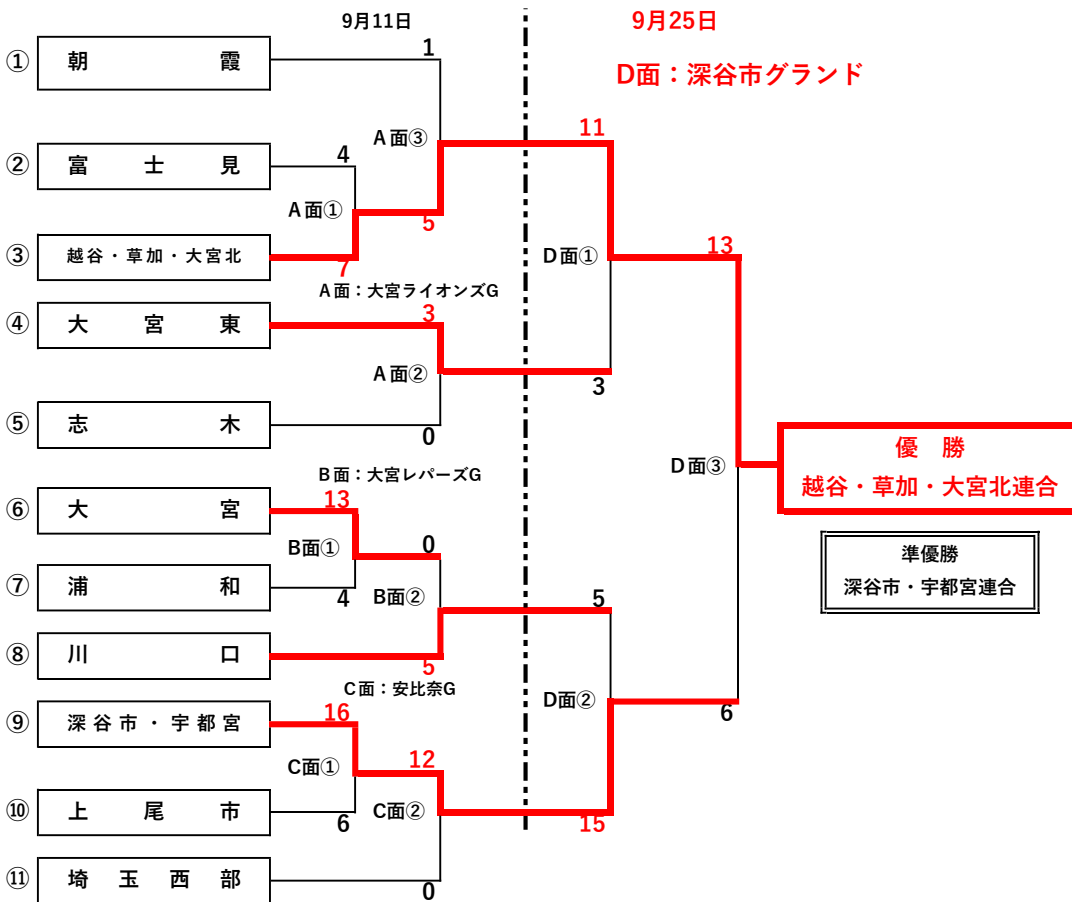 9月11日
9月25日
① 朝霞
1
D面：深谷市グランド
A面③
11
② 富士見
4
A面①
5
③ 越谷・草加・大宮北
7
D面①
13
A面：大宮ライオンズG
④ 大宮東
3
A面②
3
⑤ 志木
0
優勝
越谷・草加・大宮北連合
D面③
B面：大宮レパーズG
⑥ 大宮
13
B面①
0
準優勝
深谷市・宇都宮連合
⑦ 浦和
4
B面②
5
⑧ 川口
5
C面：安比奈G
⑨ 深谷市・宇都宮
16
D面②
6
C面①
12
⑩ 上尾市
6
C面②
15
⑪ 埼玉西部
0